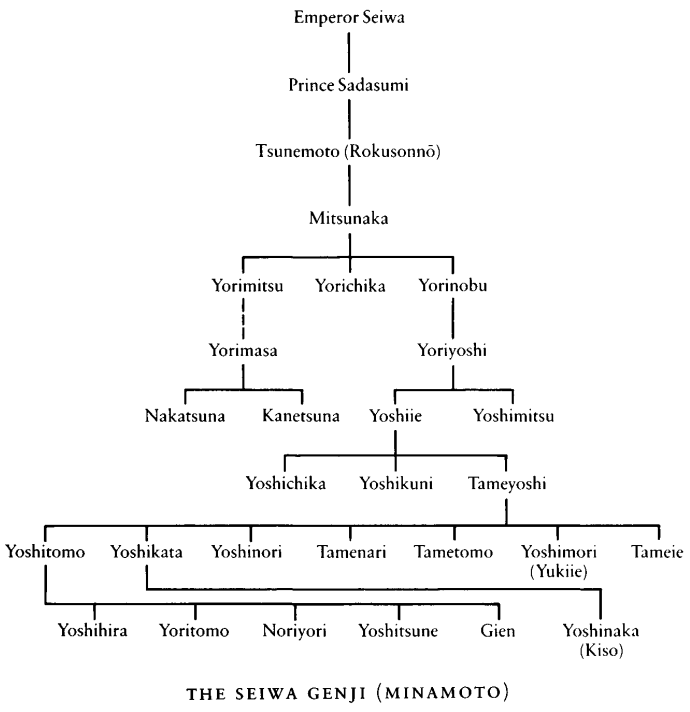 Emperor Seiwa
Prince Sadasumi
Tsunemoto (Rokusonnō)
Mitsunaka
Yorimitsu Yorichika Yorinobu
Yorimasa Yoriyoshi
Nakatsuna Kanetsuna Yoshiie Yoshimitsu
Yoshichika Yoshikuni Tameyoshi
Yoshitomo Yoshikata Yoshinori Tamenari Tametomo Yoshimori Tameie
(Yukiie)
Yoshihira Yoritomo Noriyori Yoshitsune Gien Yoshinaka
(Kiso)
THE SEIWA GENJI (MINAMOTO)